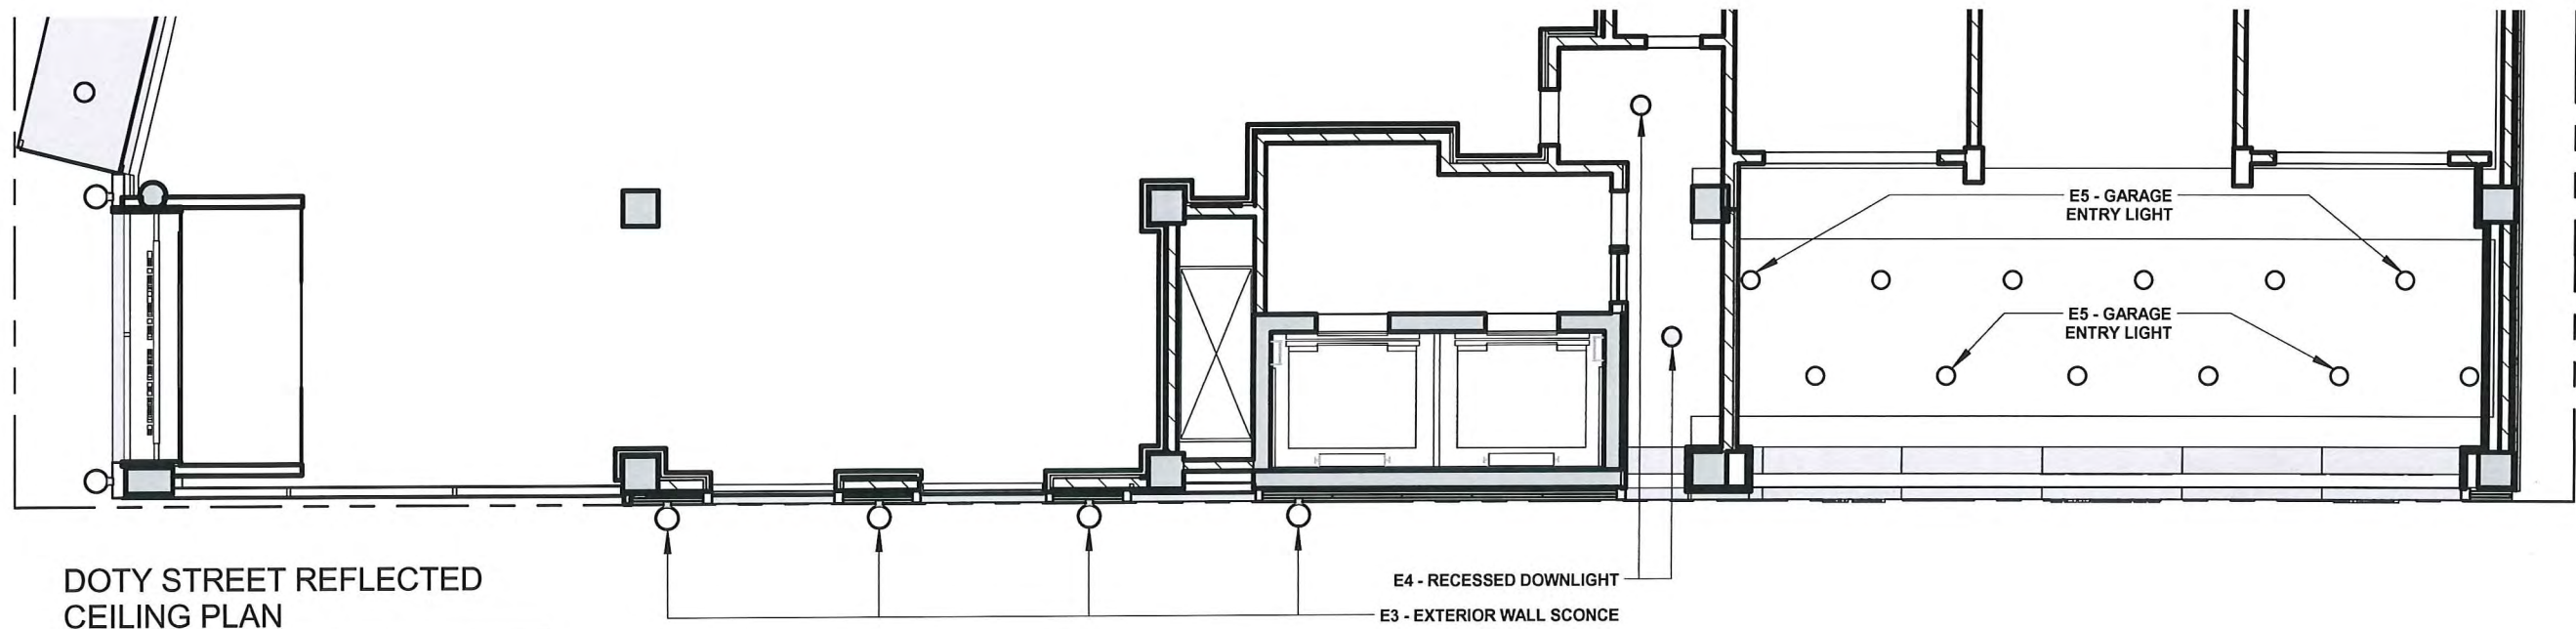 E5 - GARAGE
ENTRY LIGHT
E5 - GARAGE
ENTRY LIGHT
E4 - RECESSED DOWNLIGHT
E3 - EXTERIOR WALL SCONCE
DOTY STREET REFLECTED
CEILING PLAN